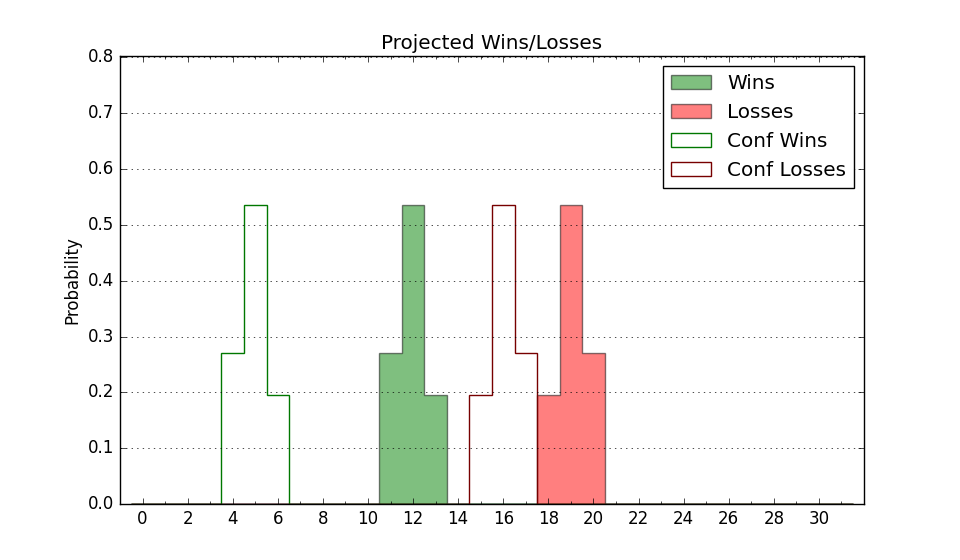 Projected Wins/Losses
Wins
Losses
Conf Wins
Conf Losses
Probability
0.8
0.7
0.6
0.5
0.4
0.3
0.2
0.1
0.0
0 2 4 6 8 10 12 14 16 18 20 22 24 26 28 30